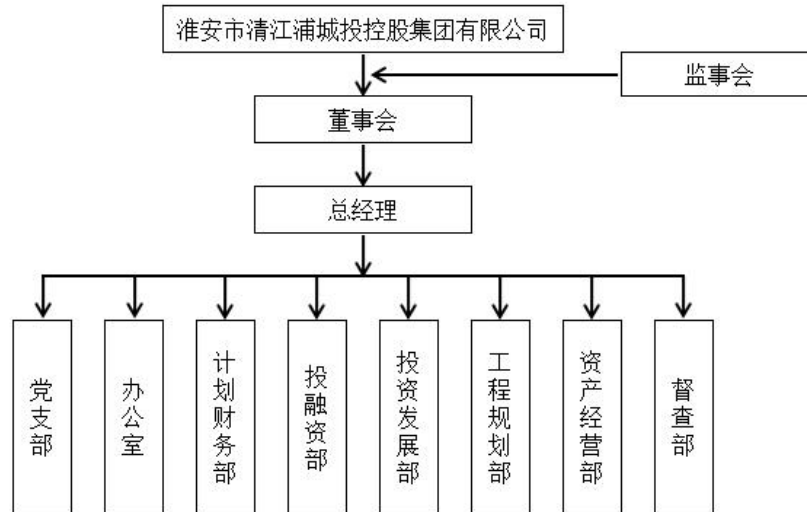 淮安市清江浦城投控股集团有限公司
监事会
董事会
总经理
党支部
办公室
计划财务部
投融资部
投资发展部
工程规划部
资产经营部
督查部